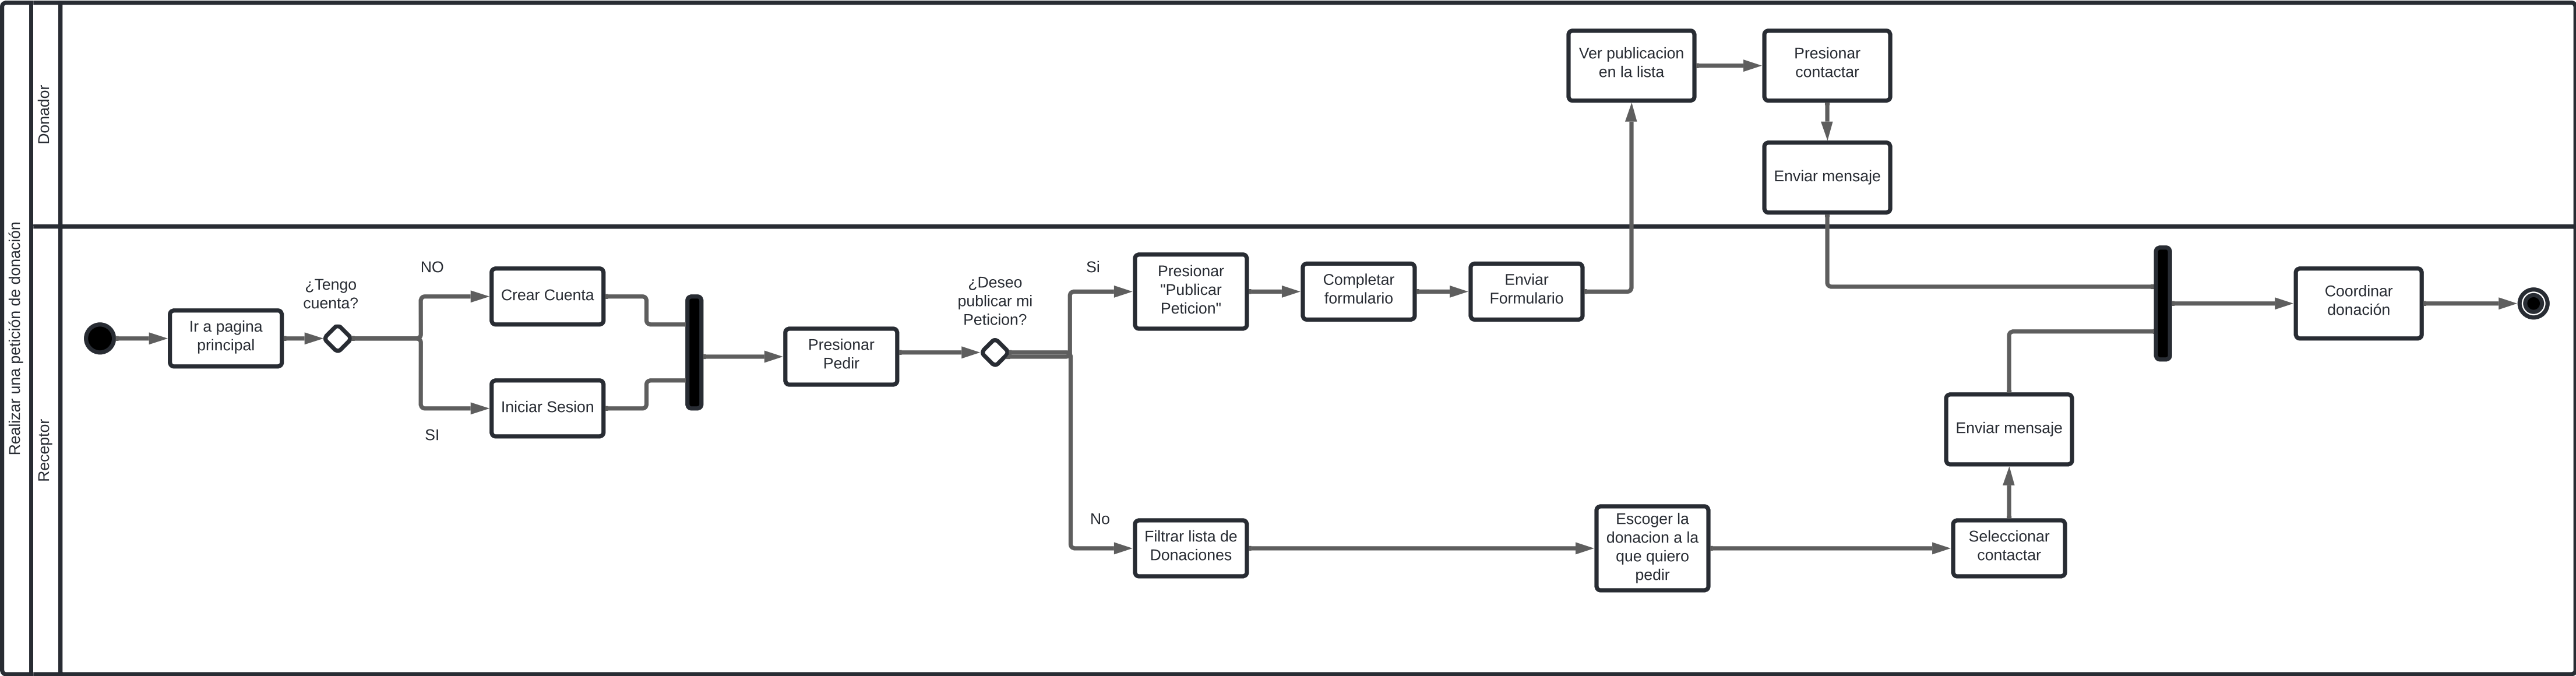 Realizar una petición de donación
Donador
Ver publicacion
en la lista
Presionar
contactar
Enviar mensaje
Receptor
Ir a pagina
principal
¿Tengo
cuenta?
NO
SI
Crear Cuenta
Iniciar Sesion
Presionar
Pedir
¿Deseo
publicar mi
Peticion?
Si
No
Presionar
"Publicar
Peticion"
Completar
formulario
Enviar
Formulario
Filtrar lista de
Donaciones
Escoger la
donacion a la
que quiero
pedir
Seleccionar
contactar
Enviar mensaje
Coordinar
donación